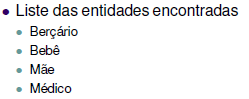 Liste das entidades encontradas
Berçário
Bebê
Mãe
Médico